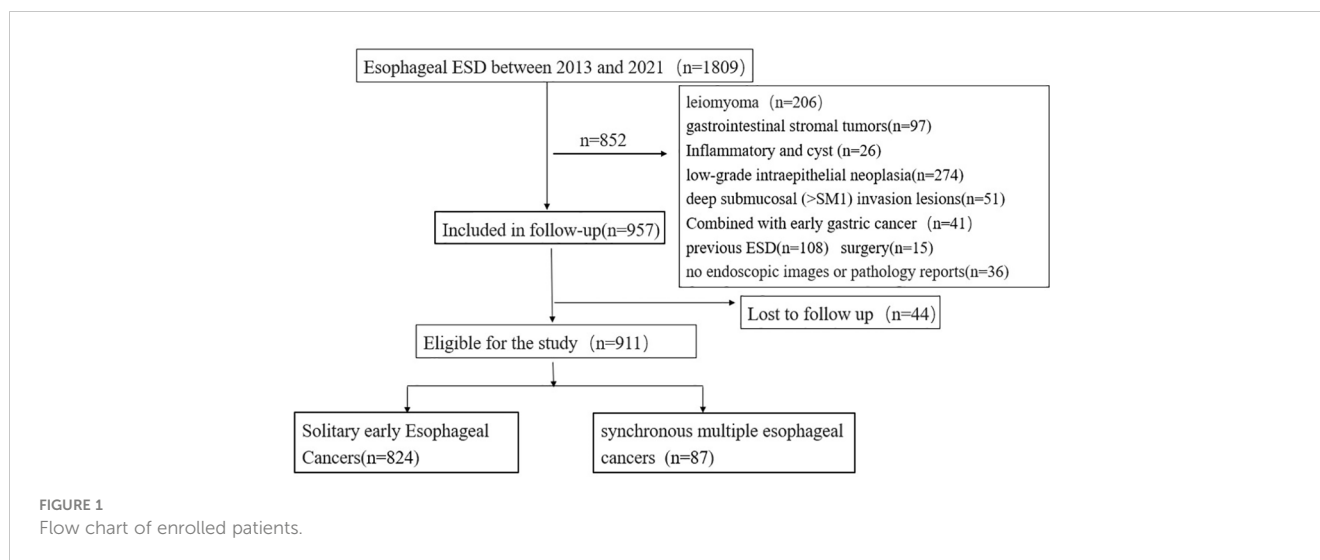 Esophageal ESD between 2013 and 2021 (n=1809)
n=852
leiomyoma (n=206)
gastrointestinal stromal tumors(n=97)
Inflammatory and cyst (n=26)
low-grade intraepithelial neoplasia(n=274)
deep submucosal (>SM1) invasion lesions(n=51)
Combined with early gastric cancer (n=41)
previous ESD(n=108) surgery(n=15)
no endoscopic images or pathology reports(n=36)
Included in follow-up(n=957)
Lost to follow up (n=44)
Eligible for the study (n=911)
Solitary early Esophageal
Cancers(n=824)
synchronous multiple esophageal
cancers (n=87)
FIGURE 1
Flow chart of enrolled patients.